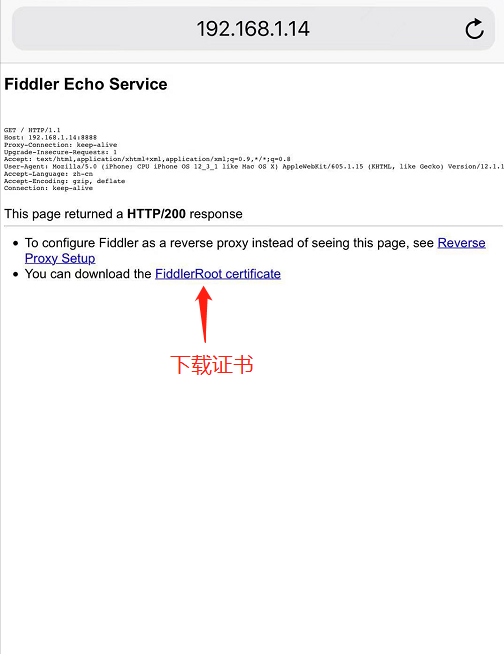 192.168.1.14
Fiddler Echo Service
GET / HTTP/1.1
Host: 192.168.1.14:8888
Proxy-Connection: keep-alive
Upgrade-Insecure-Requests: 1
Accept: text/html,application/xhtml+xml,application/xml;q=0.9,*/*;q=0.8
User-Agent: Mozilla/5.0 (iPhone; CPU iPhone OS 12_3_1 like Mac OS X) AppleWebKit/605.1.15 (KHTML, like Gecko) Version/12.1.1
Accept-Language: zh-cn
Accept-Encoding: gzip, deflate
Connection: keep-alive
This page returned a HTTP/200 response
• To configure Fiddler as a reverse proxy instead of seeing this page, see Reverse
Proxy Setup
• You can download the FiddlerRoot certificate
下载证书